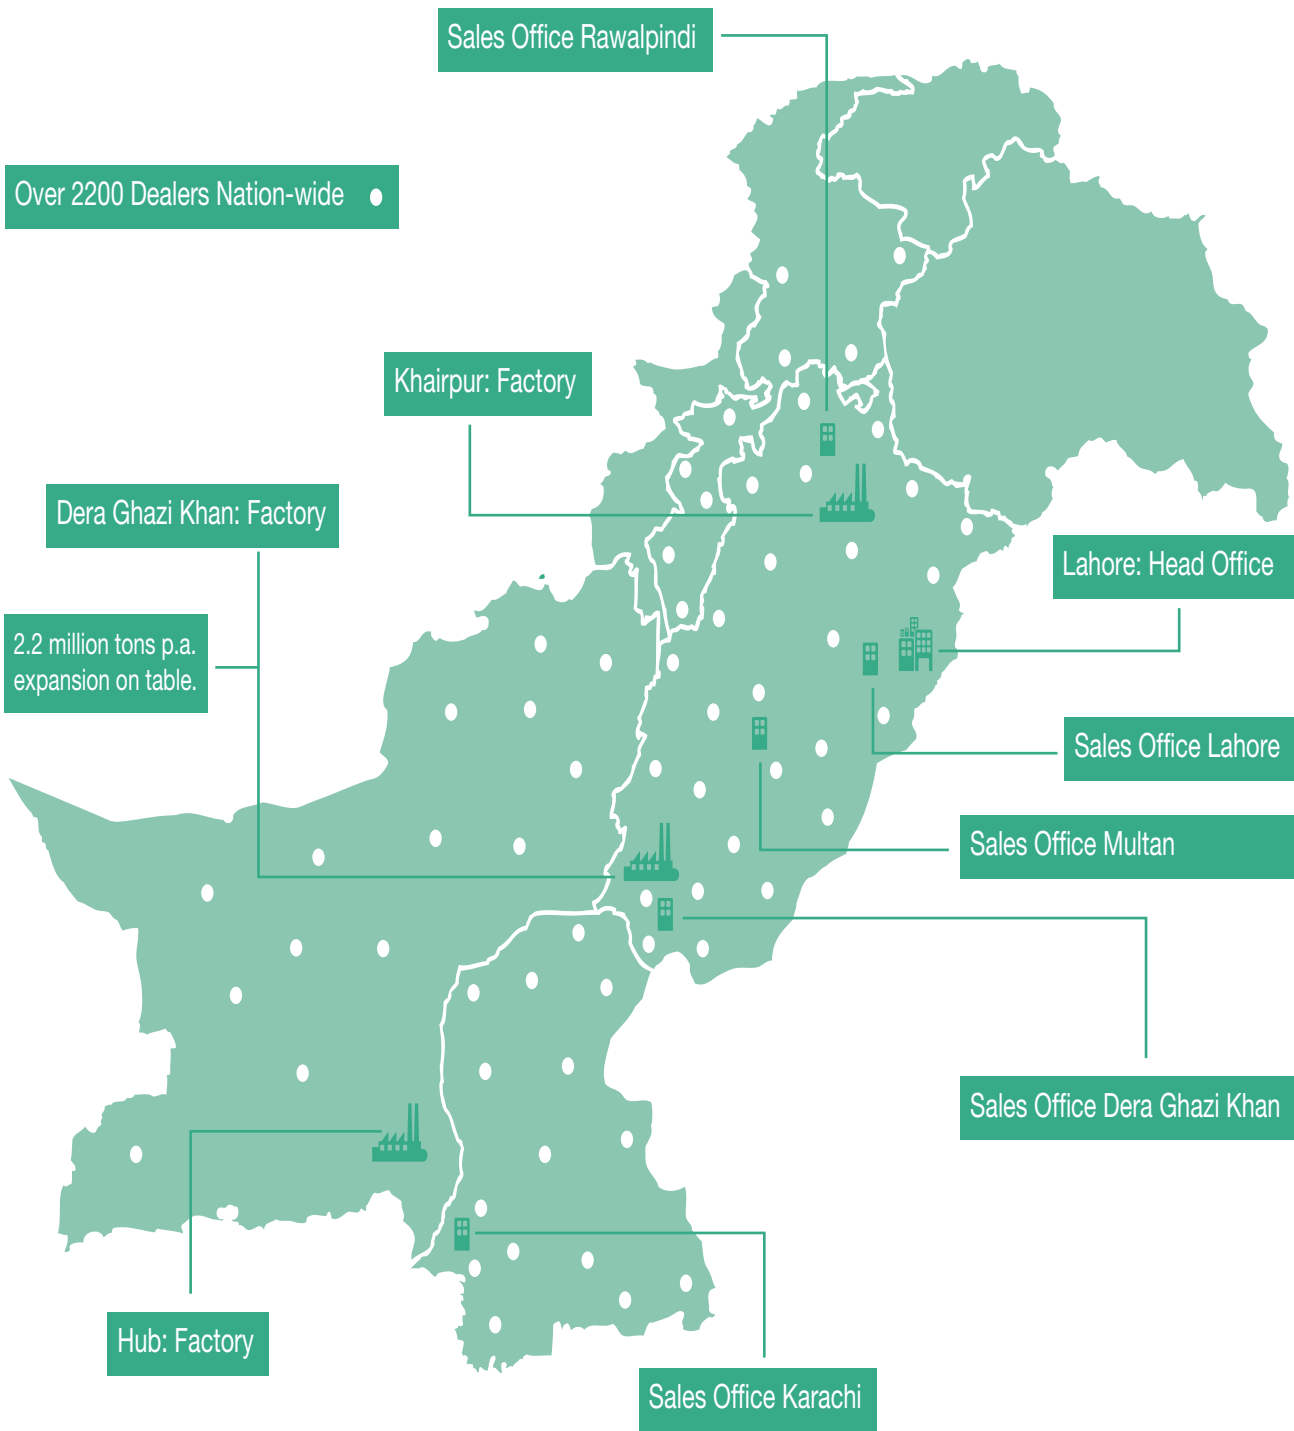 Sales Office Rawalpindi
Over 2200 Dealers Nation-wide
Khairpur: Factory
Dera Ghazi Khan: Factory
Lahore: Head Office
2.2 million tons p.a.
expansion on table.
Sales Office Lahore
Sales Office Multan
Sales Office Dera Ghazi Khan
Hub: Factory
Sales Office Karachi